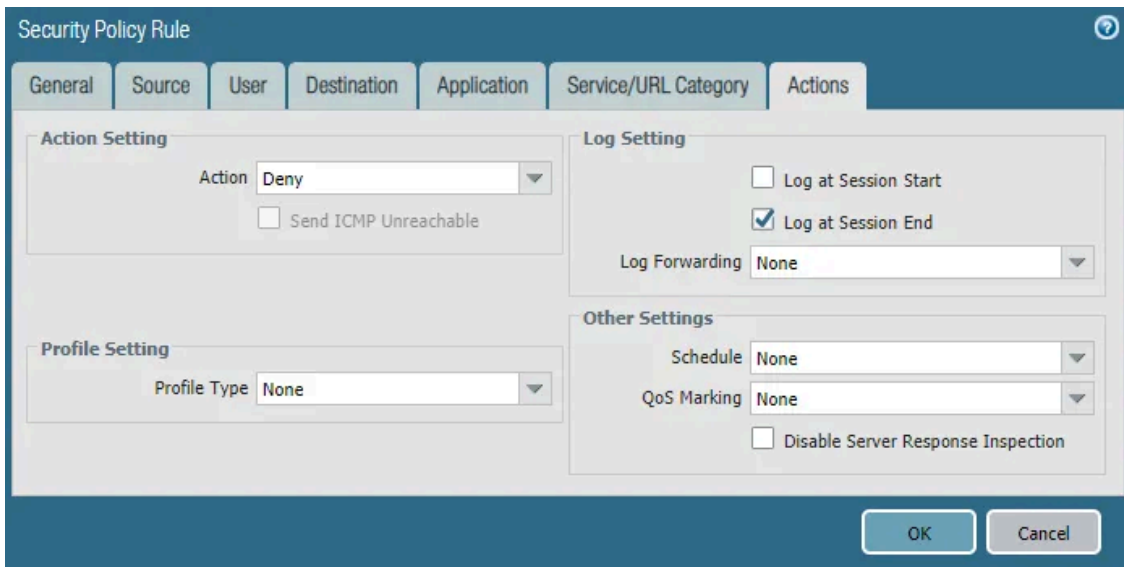 Security Policy Rule
General Source User Destination Application Service/URL Category Actions
Action Setting
Action Deny
Send ICMP Unreachable
Profile Setting
Profile Type None
Log Setting
Log at Session Start
Log at Session End
Log Forwarding None
Other Settings
Schedule None
QoS Marking None
Disable Server Response Inspection
OK Cancel